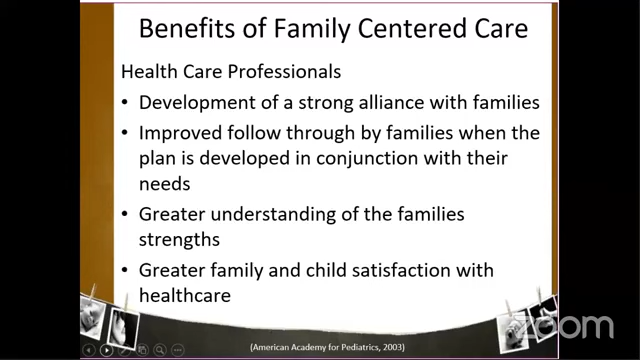 Benefits of Family Centered Care
Health Care Professionals
• Development of a strong alliance with families
• Improved follow through by families when the
plan is developed in conjunction with their
needs
• Greater understanding of the families
strengths
• Greater family and child satisfaction with
healthcare
(American Academy for Pediatrics, 2003)
zoom